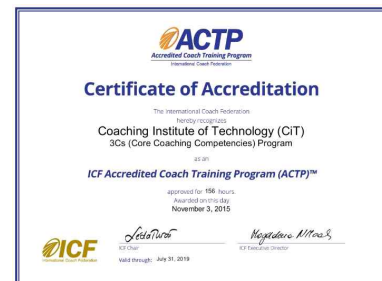 ACTP
Accredited Coach Training Program
International Coach Federation
Certificate of Accreditation
The International Coach Federation
hereby recognizes
Coaching Institute of Technology (CiT)
3Cs (Core Coaching Competencies) Program
as an
ICF Accredited Coach Training Program (ACTP)™
approved for 156 hours.
Awarded on this day
November 3, 2015
ICF
International Coach Federation
ICF Chair
ICF Executive Director
Valid through: July 31, 2019